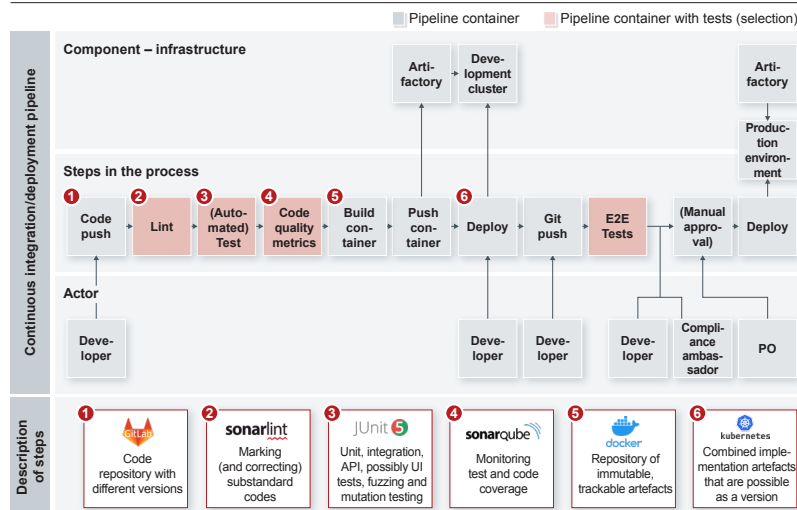 Pipeline container
Pipeline container with tests (selection)
Continuous integration/deployment pipeline
Component – infrastructure
Arti-
factory
Deve-
lopment
cluster
Arti-
factory
Produc-
tion
environ-
ment
Steps in the process
1
Code
push
2
Lint
3
(Auto-
mated)
Test
4
Code
quality
metrics
5
Build
con-
tainer
Push
con-
tainer
6
Deploy
Git
push
E2E
Tests
(Manual
appro-
val)
Deploy
Actor
Deve-
loper
Deve-
loper
Deve-
loper
Deve-
loper
Compli-
ance
ambas-
sador
PO
Description
of steps
1
GitLab
Code
repository with
different versions
2
sonarlint
Marking
(and correcting)
substandard
codes
3
JUnit 5
Unit, integration,
API, possibly UI
tests, fuzzing and
mutation testing
4
sonarqube
Monitoring
test and code
coverage
5
docker
Repository of
immutable,
trackable artefacts
6
kubernetes
Combined imple-
mentation artefacts
that are possible
as a version